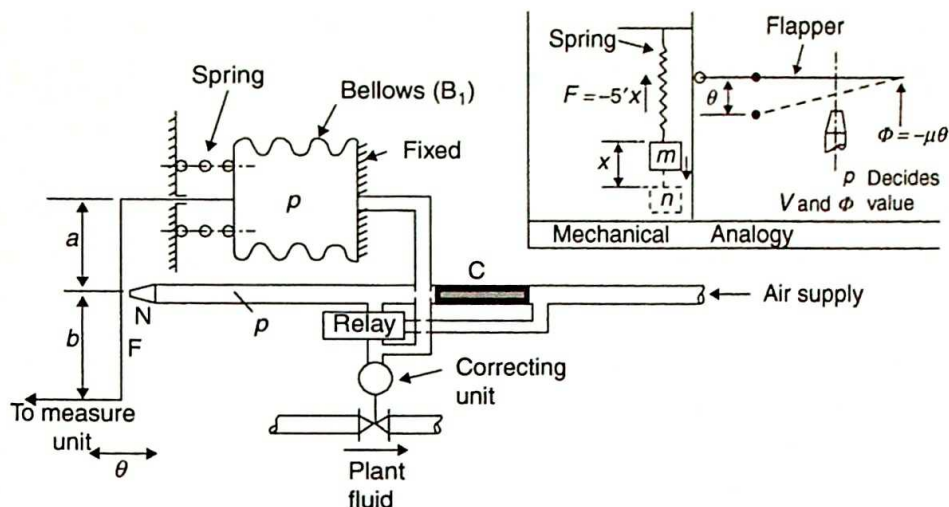 Spring
Flapper
F = -5'x
θ
x
m
n
Φ = -μθ
p Decides
V and Φ value
Mechanical Analogy
Spring
Bellows (B₁)
Fixed
p
a
C
Air supply
N
p
b
F
Relay
Correcting
unit
To measure
unit
θ
Plant
fluid